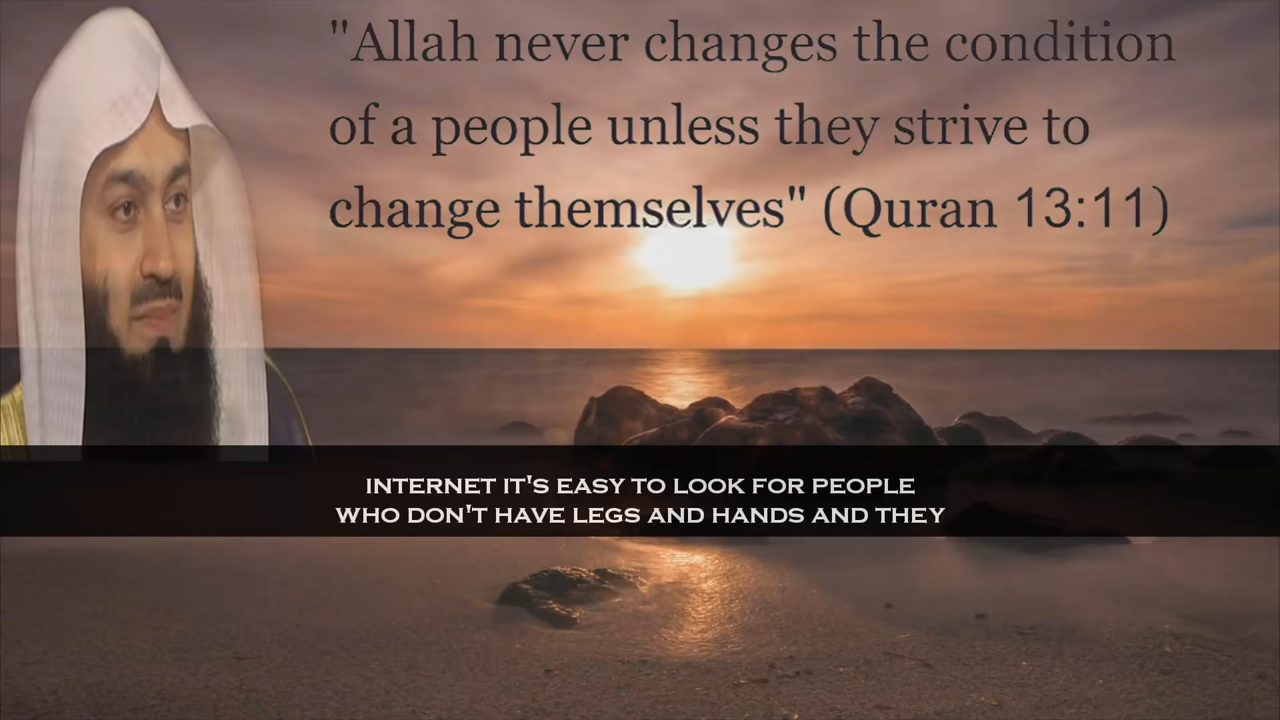 "Allah never changes the condition
of a people unless they strive to
change themselves" (Quran 13:11)
INTERNET IT'S EASY TO LOOK FOR PEOPLE
WHO DON'T HAVE LEGS AND HANDS AND THEY